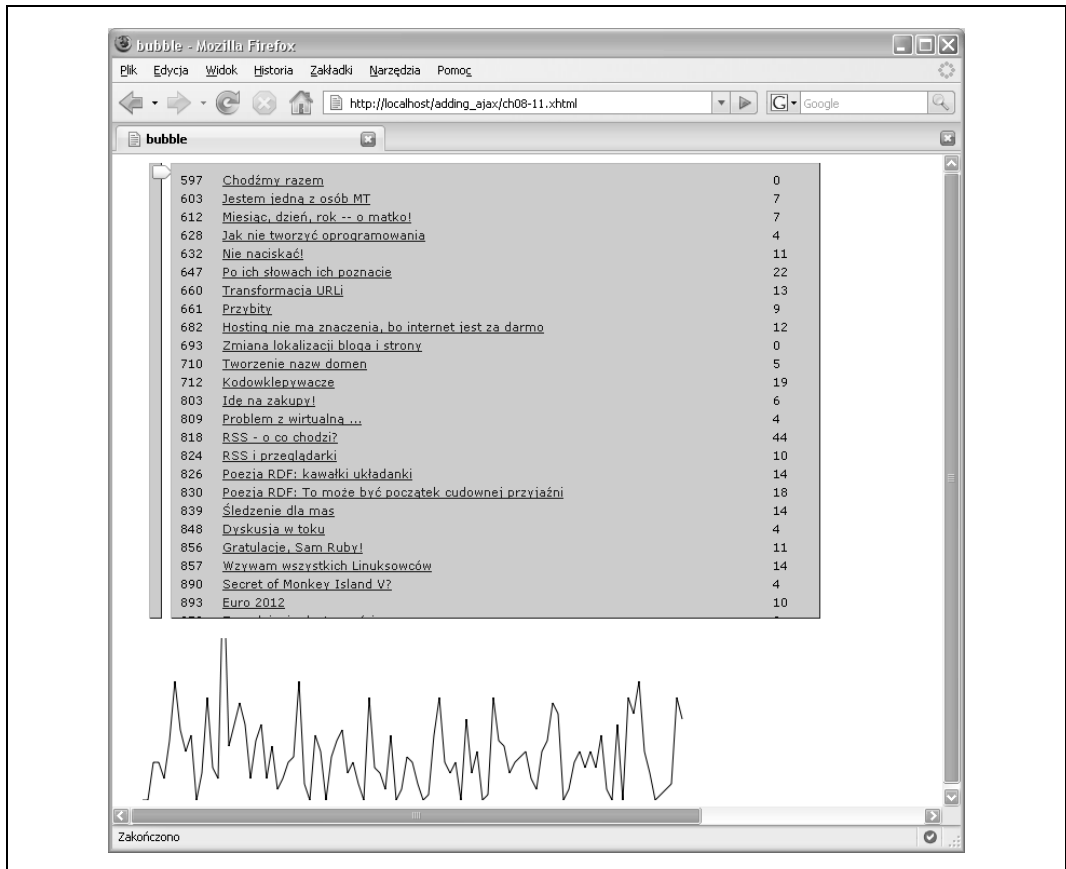 bubble - Mozilla Firefox
Plik Edycja Widok Historia Zakładki Narzędzia Pomoc
http://localhost/adding_ajax/ch08-11.xhtml G Google
bubble
597 Chodźmy razem 0
603 Jestem jedną z osób MT 7
612 Miesiąc, dzień, rok -- o matko! 7
628 Jak nie tworzyć oprogramowania 4
632 Nie naciskać! 11
647 Po ich słowach ich poznacie 22
660 Transformacja URLi 13
661 Przybity 9
682 Hosting nie ma znaczenia, bo internet jest za darmo 12
693 Zmiana lokalizacji bloga i strony 0
710 Tworzenie nazw domen 5
712 Kodowklepywacze 19
803 Idę na zakupy! 6
809 Problem z wirtualną ... 4
818 RSS - o co chodzi? 44
824 RSS i przeglądarki 10
826 Poezja RDF: kawałki układanki 14
830 Poezja RDF: To może być początek cudownej przyjaźni 18
839 Śledzenie dla mas 14
848 Dyskusja w toku 4
856 Gratulacje, Sam Ruby! 11
857 Wzywam wszystkich Linuksowców 14
890 Secret of Monkey Island V? 4
893 Euro 2012 10
Zakończono